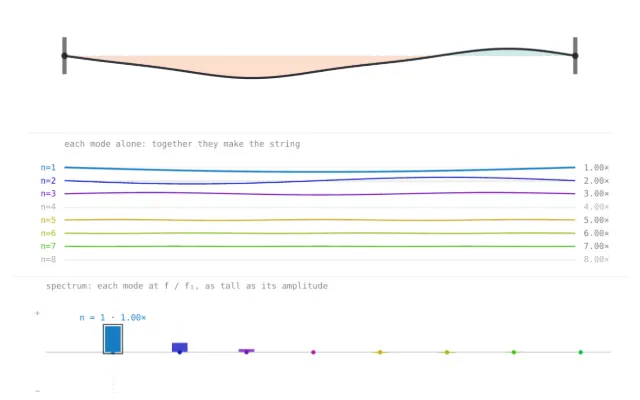 each mode alone: together they make the string
n=1 1.00×
n=2 2.00×
n=3 3.00×
n=4 4.00×
n=5 5.00×
n=6 6.00×
n=7 7.00×
n=8 8.00×
spectrum: each mode at f / f₁, as tall as its amplitude
+
n = 1 · 1.00×
−